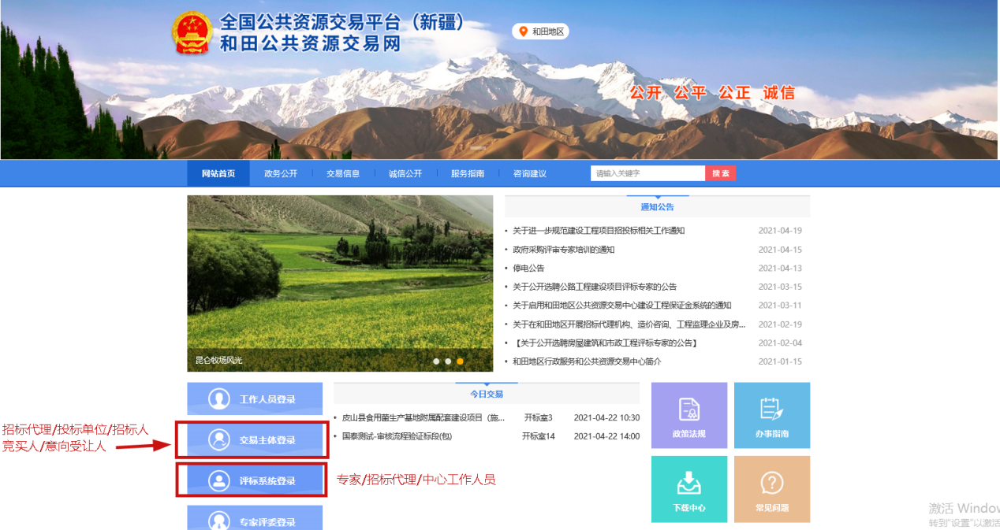 全国公共资源交易平台（新疆）
和田公共资源交易网
和田地区
公开 公平 公正 诚信
网站首页
政务公开
交易信息
诚信公开
服务指南
咨询建议
请输入关键字
搜 索
昆仑牧场风光
通知公告
• 关于进一步规范建设工程项目招投标相关工作通知 2021-04-19
• 政府采购评审专家培训的通知 2021-04-15
• 停电公告 2021-04-13
• 关于公开选聘公路工程建设项目评标专家的公告 2021-03-15
• 关于启用和田地区公共资源交易中心建设工程保证金系统的通知 2021-03-11
• 关于在和田地区开展招标代理机构、造价咨询、工程监理企业及房... 2021-02-19
• 【关于公开选聘房屋建筑和市政工程评标专家的公告】 2021-02-04
• 和田地区行政服务和公共资源交易中心简介 2021-01-15
工作人员登录
招标代理/投标单位/招标人
竞买人/意向受让人
交易主体登录
评标系统登录
专家/招标代理/中心工作人员
专家评委登录
今日交易
• 皮山县食用菌生产基地附属配套建设项目（施... 开标室3 2021-04-22 10:30
• 国泰测试-审核流程验证标段(包) 开标室14 2021-04-22 14:00
政策法规
办事指南
下载中心
常见问题
激活 Window
转到"设置"以激活